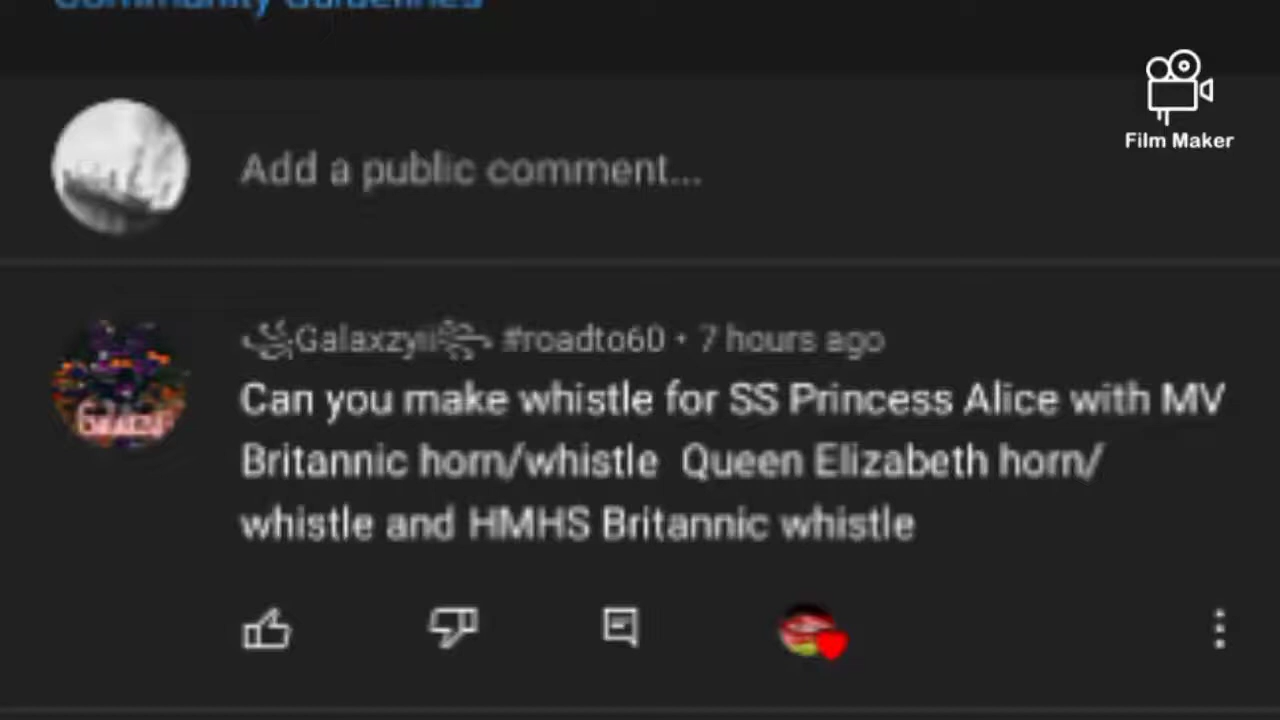 Community Guidelines
Film Maker
Add a public comment...
꧁Galaxzyii꧂ #roadto60 • 7 hours ago
Can you make whistle for SS Princess Alice with MV
Britannic horn/whistle  Queen Elizabeth horn/
whistle and HMHS Britannic whistle